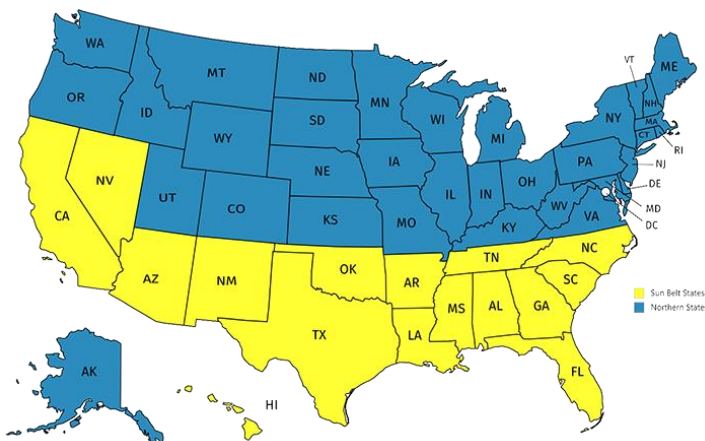 WA
MT
ND
MN
VT
ME
OR
ID
SD
WI
MI
NY
NH
MA
CT
RI
WY
NE
IA
PA
NJ
NV
UT
CO
KS
MO
IL
IN
OH
WV
VA
KY
DE
MD
DC
CA
AZ
NM
OK
AR
TN
NC
SC
TX
LA
MS
AL
GA
FL
Sun Belt States
Northern State
AK
HI